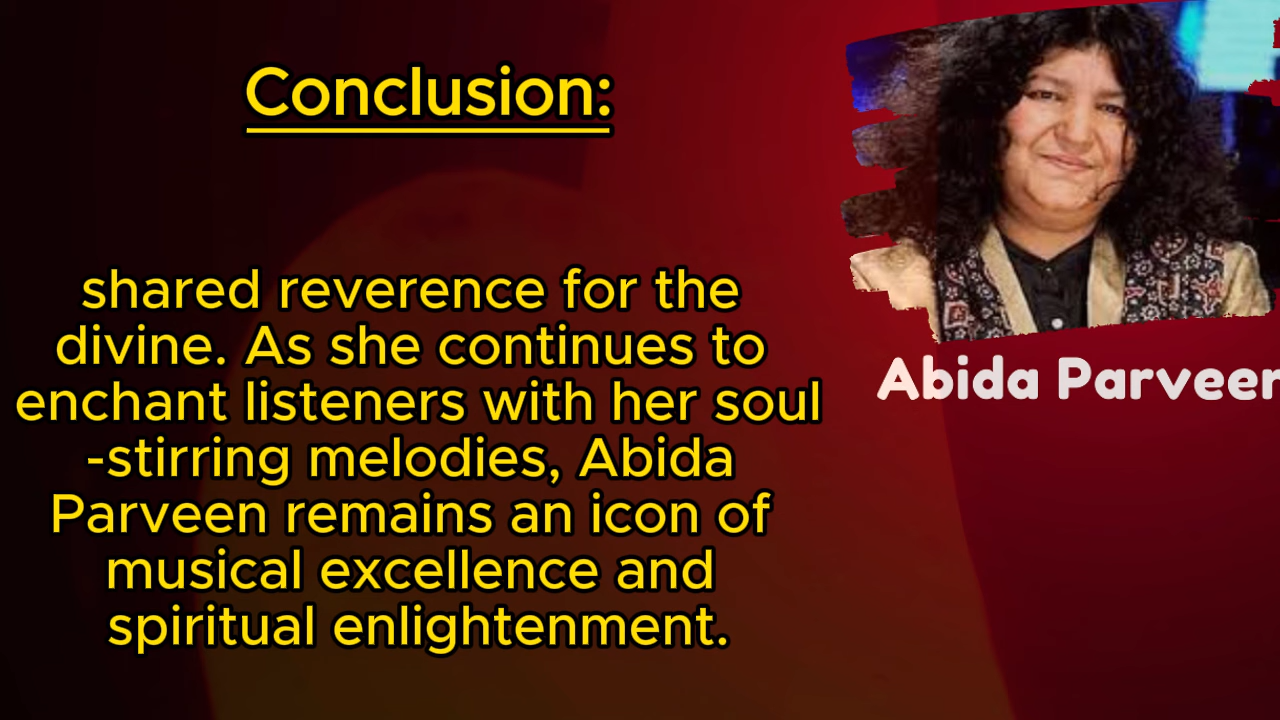 Conclusion:
shared reverence for the
divine. As she continues to
enchant listeners with her soul
-stirring melodies, Abida
Parveen remains an icon of
musical excellence and
spiritual enlightenment.
Abida Parveen